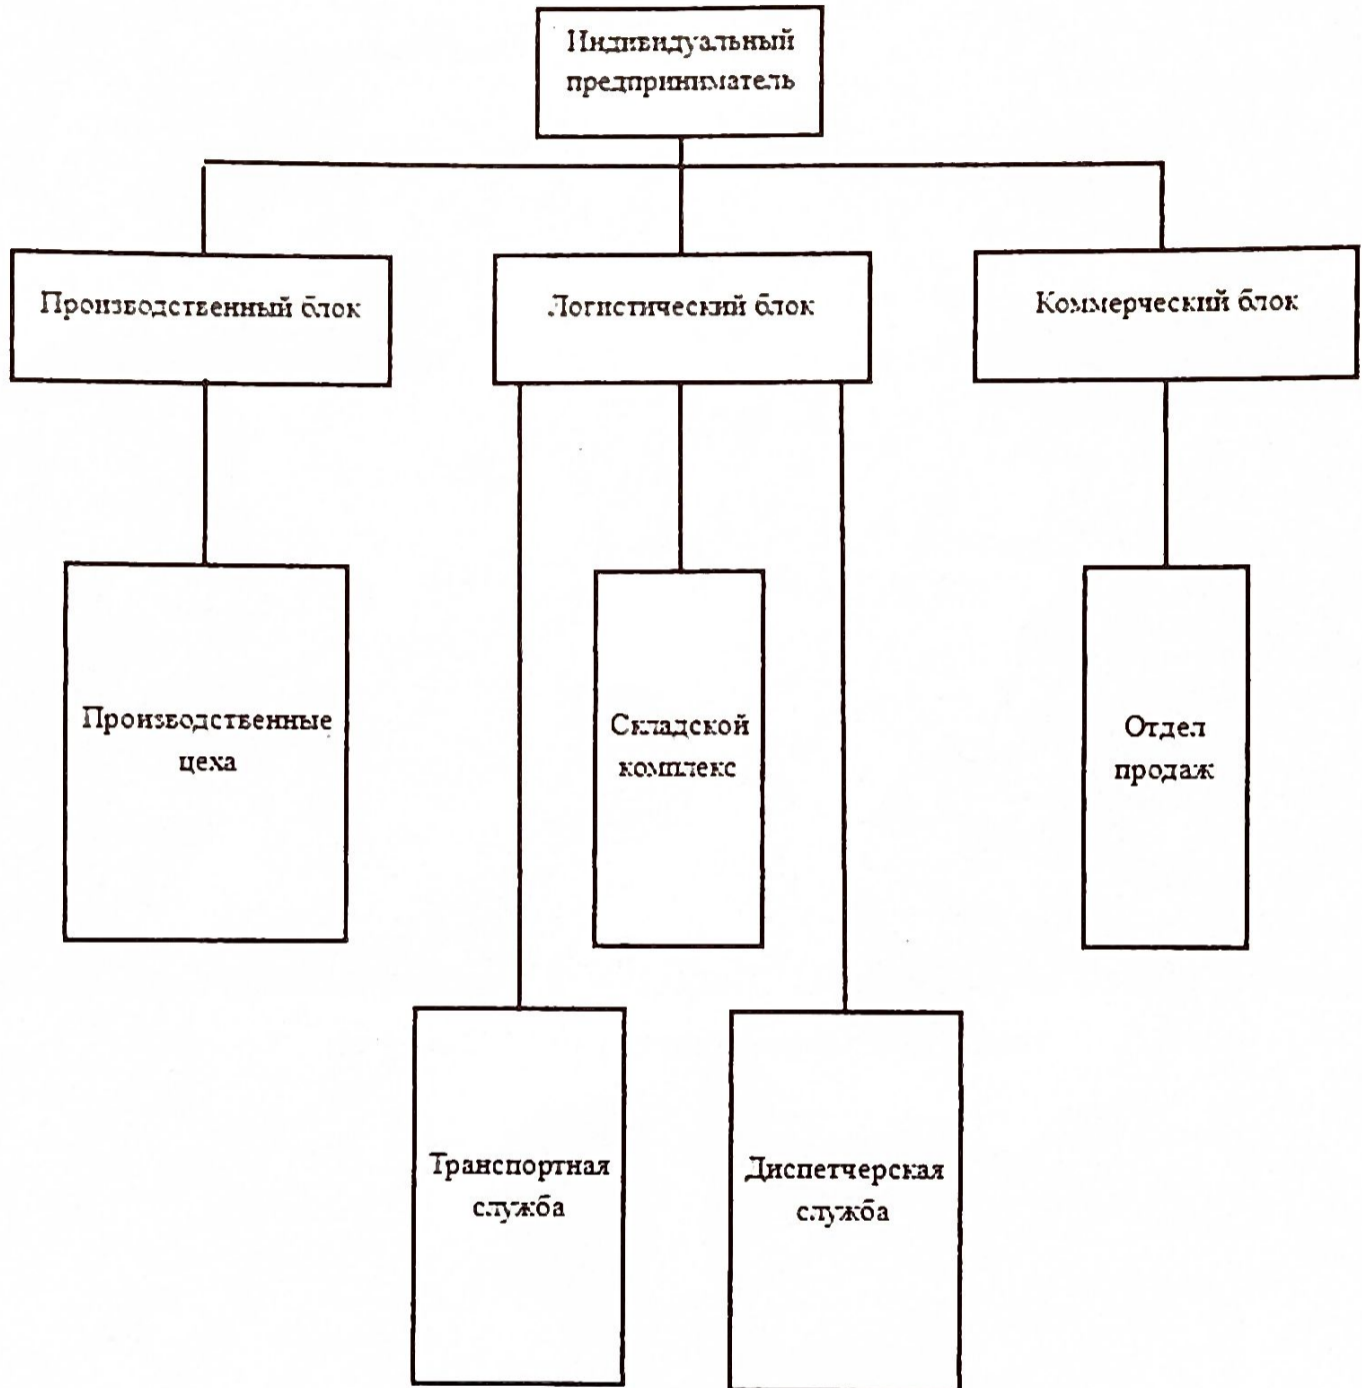 Индивидуальный
предприниматель
Производственный блок
Логистический блок
Коммерческий блок
Производственные
цеха
Складской
комплекс
Отдел
продаж
Транспортная
служба
Диспетчерская
служба